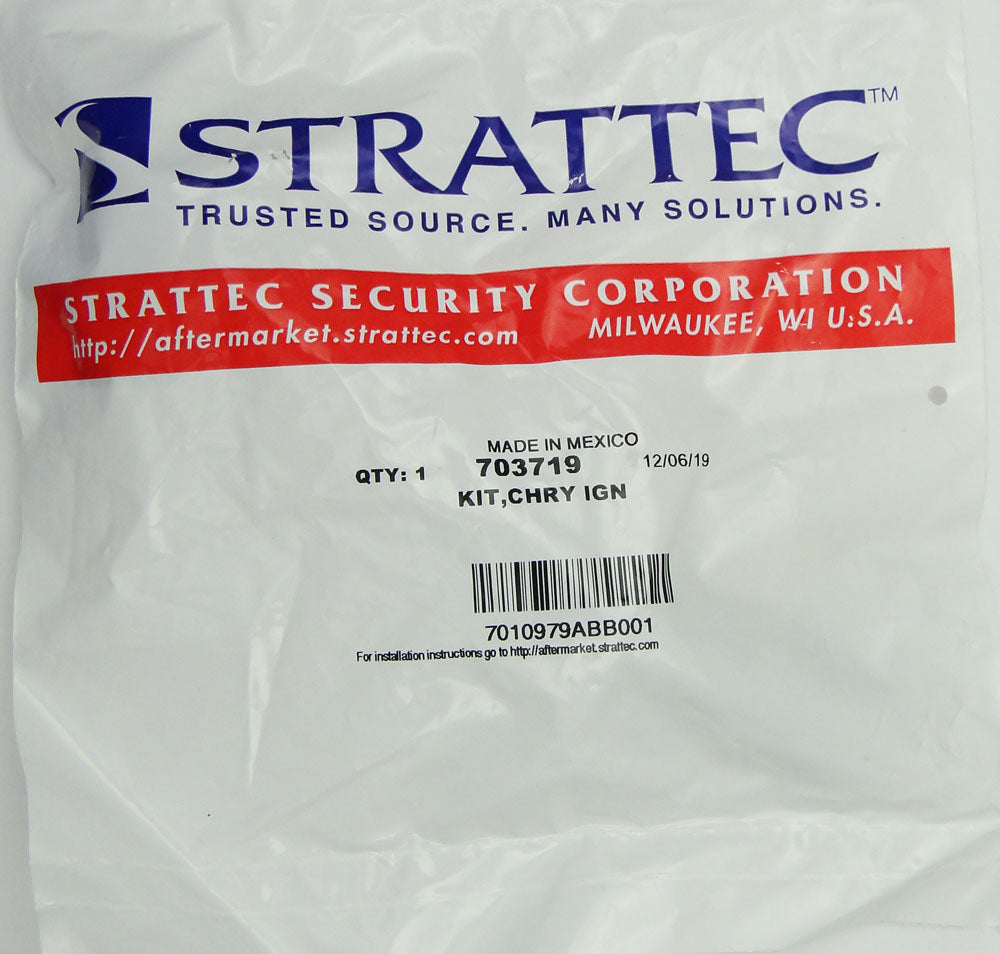 STRATTEC™
TRUSTED SOURCE. MANY SOLUTIONS.
STRATTEC SECURITY CORPORATION
http://aftermarket.strattec.com MILWAUKEE, WI U.S.A.
MADE IN MEXICO
QTY: 1 703719 12/06/19
KIT,CHRY IGN
7010979ABB001
For installation instructions go to http://aftermarket.strattec.com